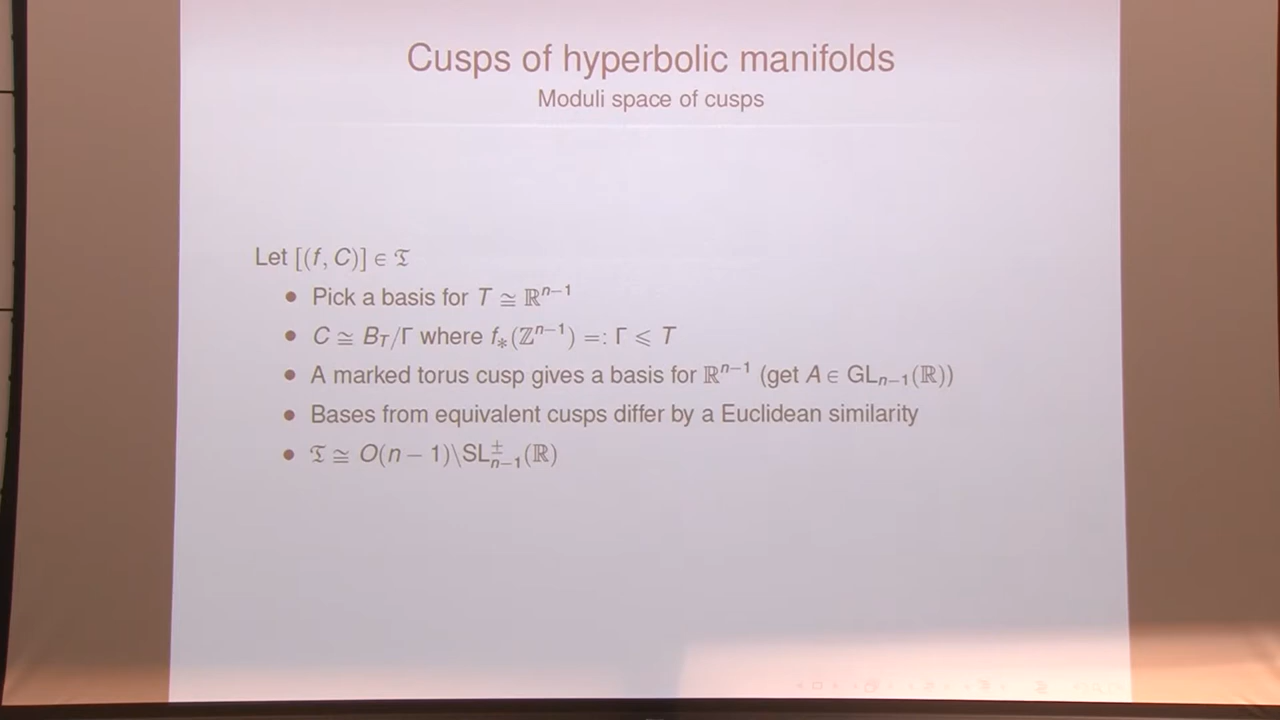 Cusps of hyperbolic manifolds
Moduli space of cusps
Let [(f, C)] ∈ 𝔗
• Pick a basis for T ≅ ℝⁿ⁻¹
• C ≅ B_T/Γ where f_*(ℤⁿ⁻¹) =: Γ ⩽ T
• A marked torus cusp gives a basis for ℝⁿ⁻¹ (get A ∈ GL_{n−1}(ℝ))
• Bases from equivalent cusps differ by a Euclidean similarity
• 𝔗 ≅ O(n − 1)\SL^±_{n−1}(ℝ)